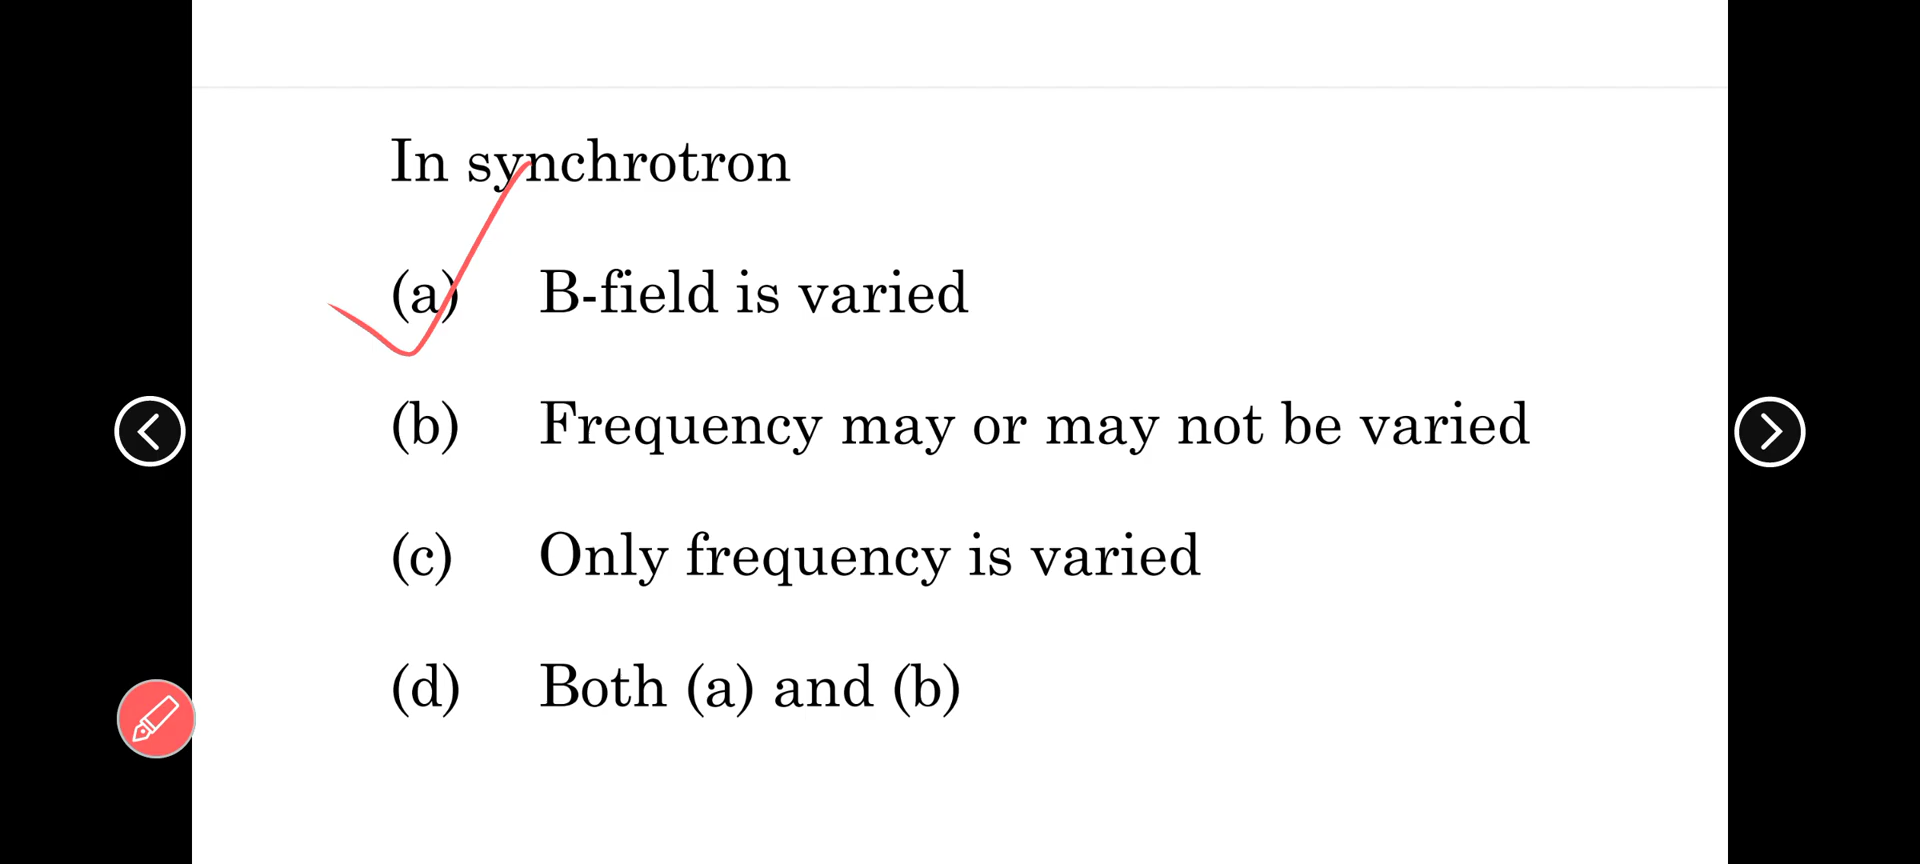 In synchrotron
(a) B-field is varied
(b) Frequency may or may not be varied
(c) Only frequency is varied
(d) Both (a) and (b)